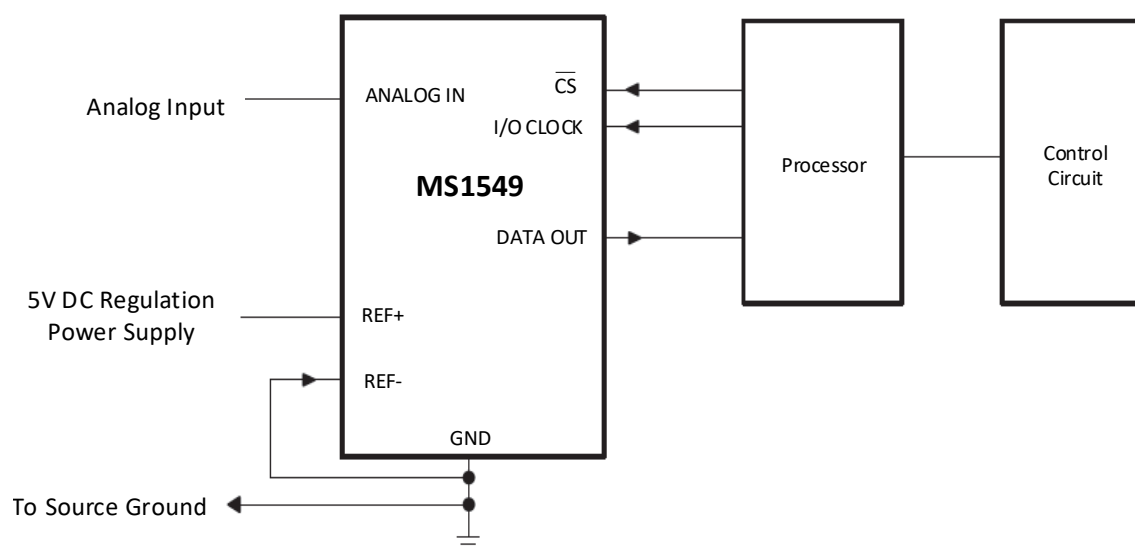 Analog Input
ANALOG IN
C̅S̅
I/O CLOCK
MS1549
DATA OUT
5V DC Regulation
Power Supply
REF+
REF-
GND
To Source Ground
Processor
Control
Circuit